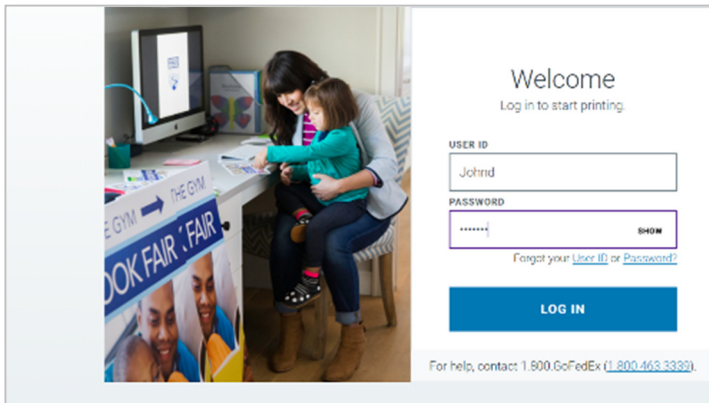 Welcome
Log in to start printing.
USER ID
Johnd
PASSWORD
•••••••
SHOW
Forgot your User ID or Password?
LOG IN
For help, contact 1.800.GoFedEx (1.800.463.3339).
THE GYM
E GYM
FAIR
OOK FAIR